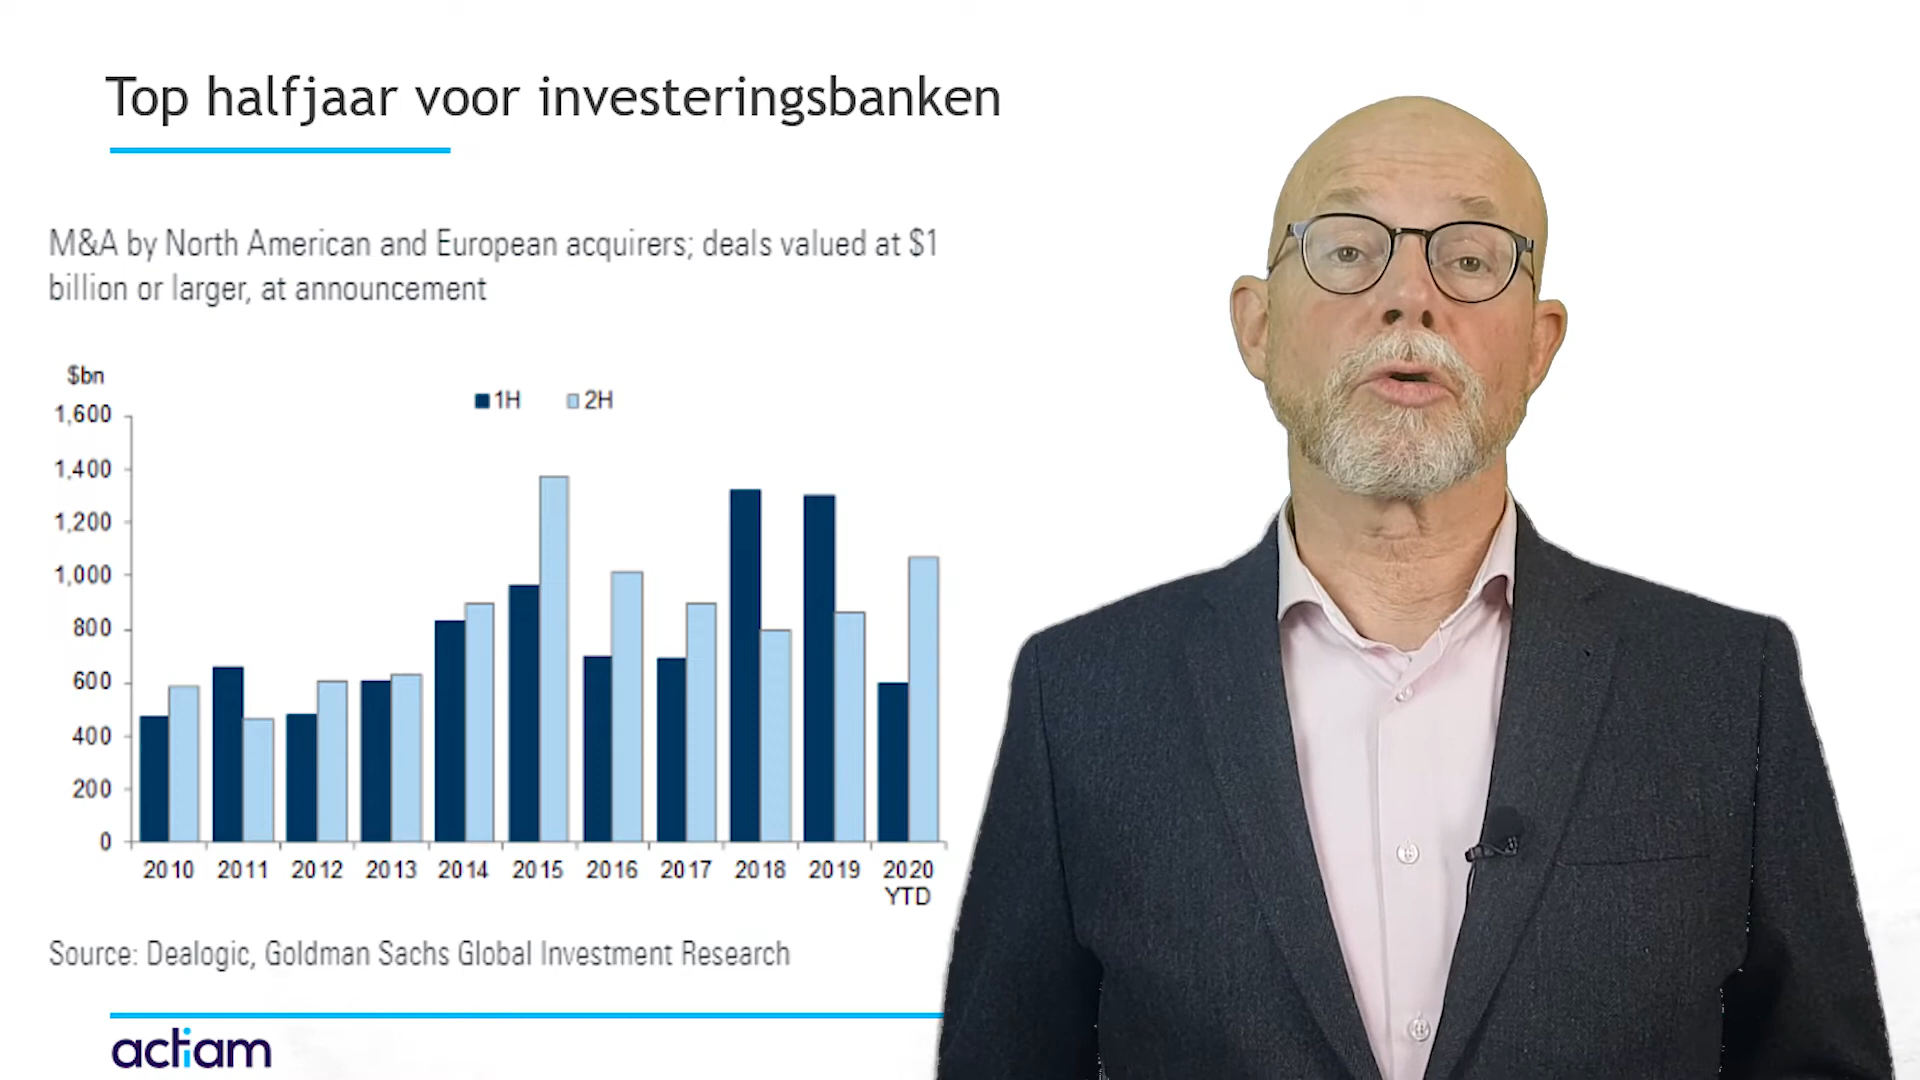 Top halfjaar voor investeringsbanken
M&A by North American and European acquirers; deals valued at $1
billion or larger, at announcement
$bn
1H 2H
1,600
1,400
1,200
1,000
800
600
400
200
0
2010 2011 2012 2013 2014 2015 2016 2017 2018 2019 2020
YTD
Source: Dealogic, Goldman Sachs Global Investment Research
actiam